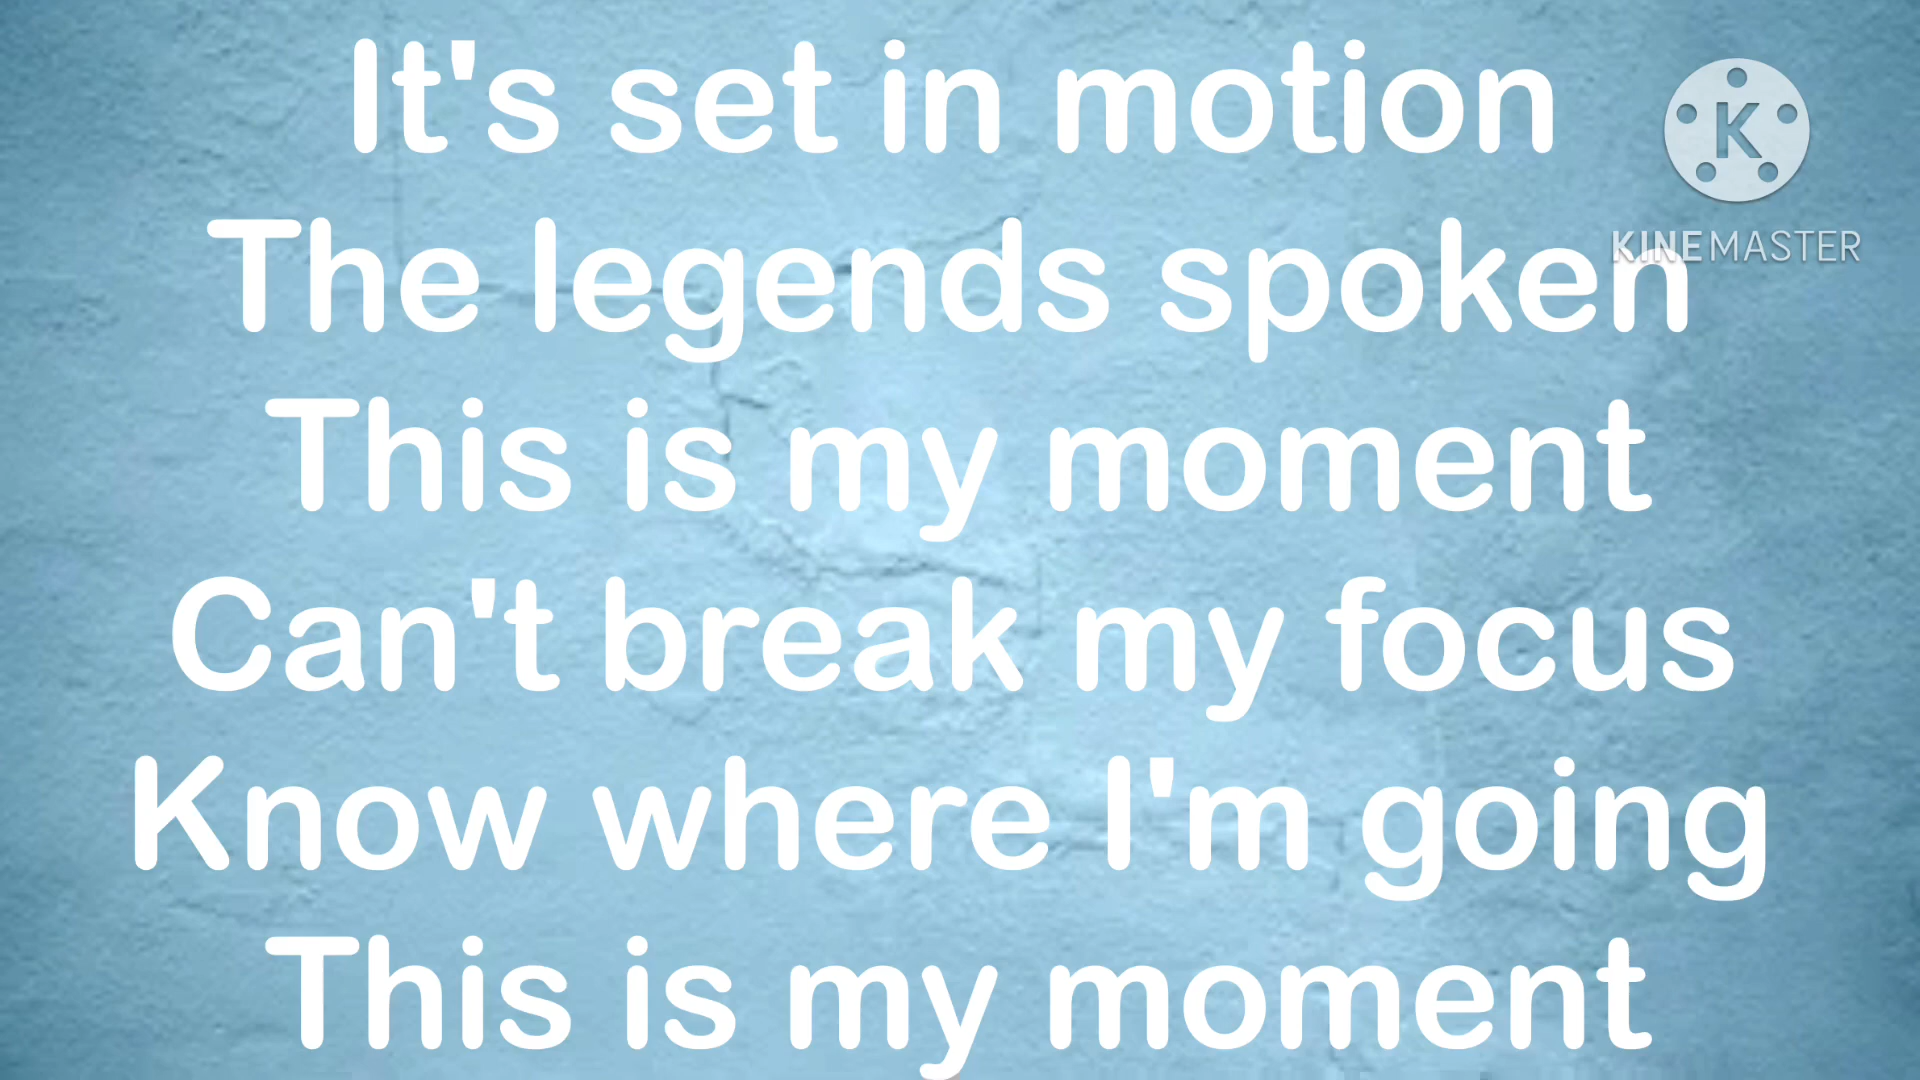 It's set in motion
The legends spoken
This is my moment
Can't break my focus
Know where I'm going
This is my moment
K
KINEMASTER